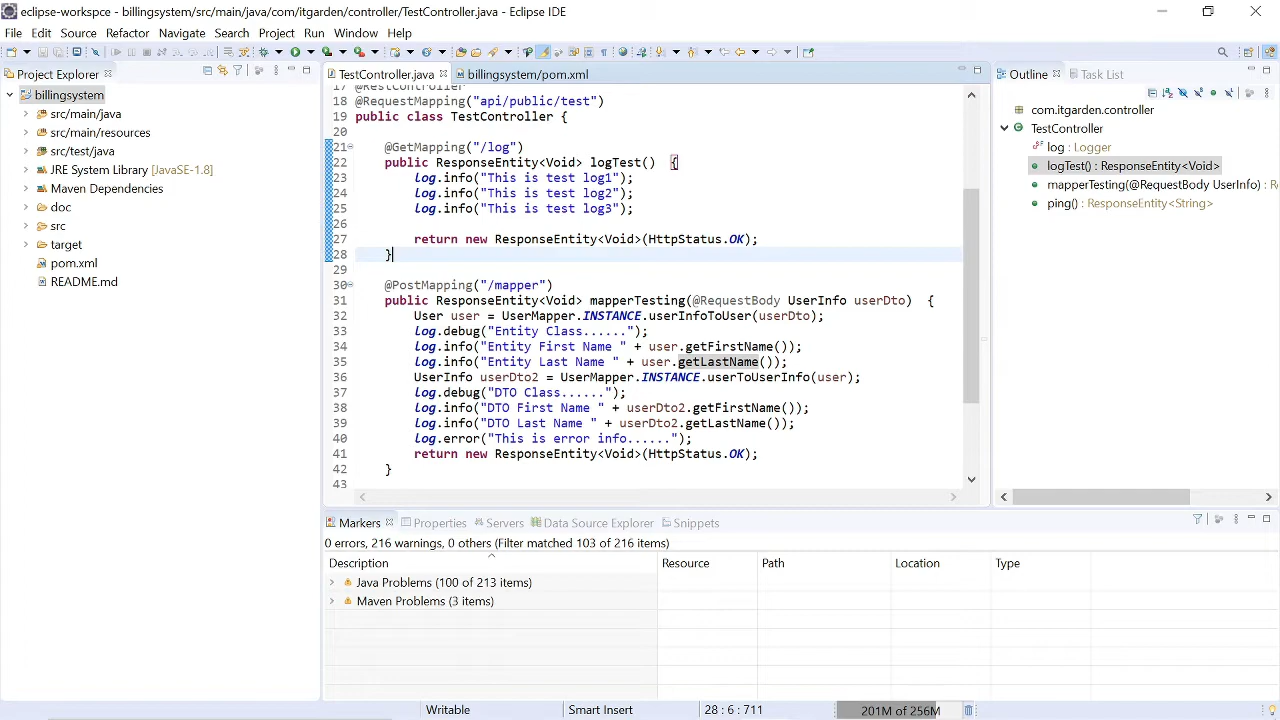 eclipse-workspce - billingsystem/src/main/java/com/itgarden/controller/TestController.java - Eclipse IDE
File Edit Source Refactor Navigate Search Project Run Window Help
Project Explorer
billingsystem
src/main/java
src/main/resources
src/test/java
JRE System Library [JavaSE-1.8]
Maven Dependencies
doc
src
target
pom.xml
README.md
TestController.java
billingsystem/pom.xml
17 @RestController
18 @RequestMapping("api/public/test")
19 public class TestController {
20
21 @GetMapping("/log")
22 public ResponseEntity<Void> logTest() {
23 log.info("This is test log1");
24 log.info("This is test log2");
25 log.info("This is test log3");
26
27 return new ResponseEntity<Void>(HttpStatus.OK);
28 }
29
30 @PostMapping("/mapper")
31 public ResponseEntity<Void> mapperTesting(@RequestBody UserInfo userDto) {
32 User user = UserMapper.INSTANCE.userInfoToUser(userDto);
33 log.debug("Entity Class......");
34 log.info("Entity First Name " + user.getFirstName());
35 log.info("Entity Last Name " + user.getLastName());
36 UserInfo userDto2 = UserMapper.INSTANCE.userToUserInfo(user);
37 log.debug("DTO Class......");
38 log.info("DTO First Name " + userDto2.getFirstName());
39 log.info("DTO Last Name " + userDto2.getLastName());
40 log.error("This is error info......");
41 return new ResponseEntity<Void>(HttpStatus.OK);
42 }
43
Outline Task List
com.itgarden.controller
TestController
log : Logger
logTest() : ResponseEntity<Void>
mapperTesting(@RequestBody UserInfo) : R
ping() : ResponseEntity<String>
Markers Properties Servers Data Source Explorer Snippets
0 errors, 216 warnings, 0 others (Filter matched 103 of 216 items)
Description Resource Path Location Type
Java Problems (100 of 213 items)
Maven Problems (3 items)
Writable Smart Insert 28 : 6 : 711 201M of 256M